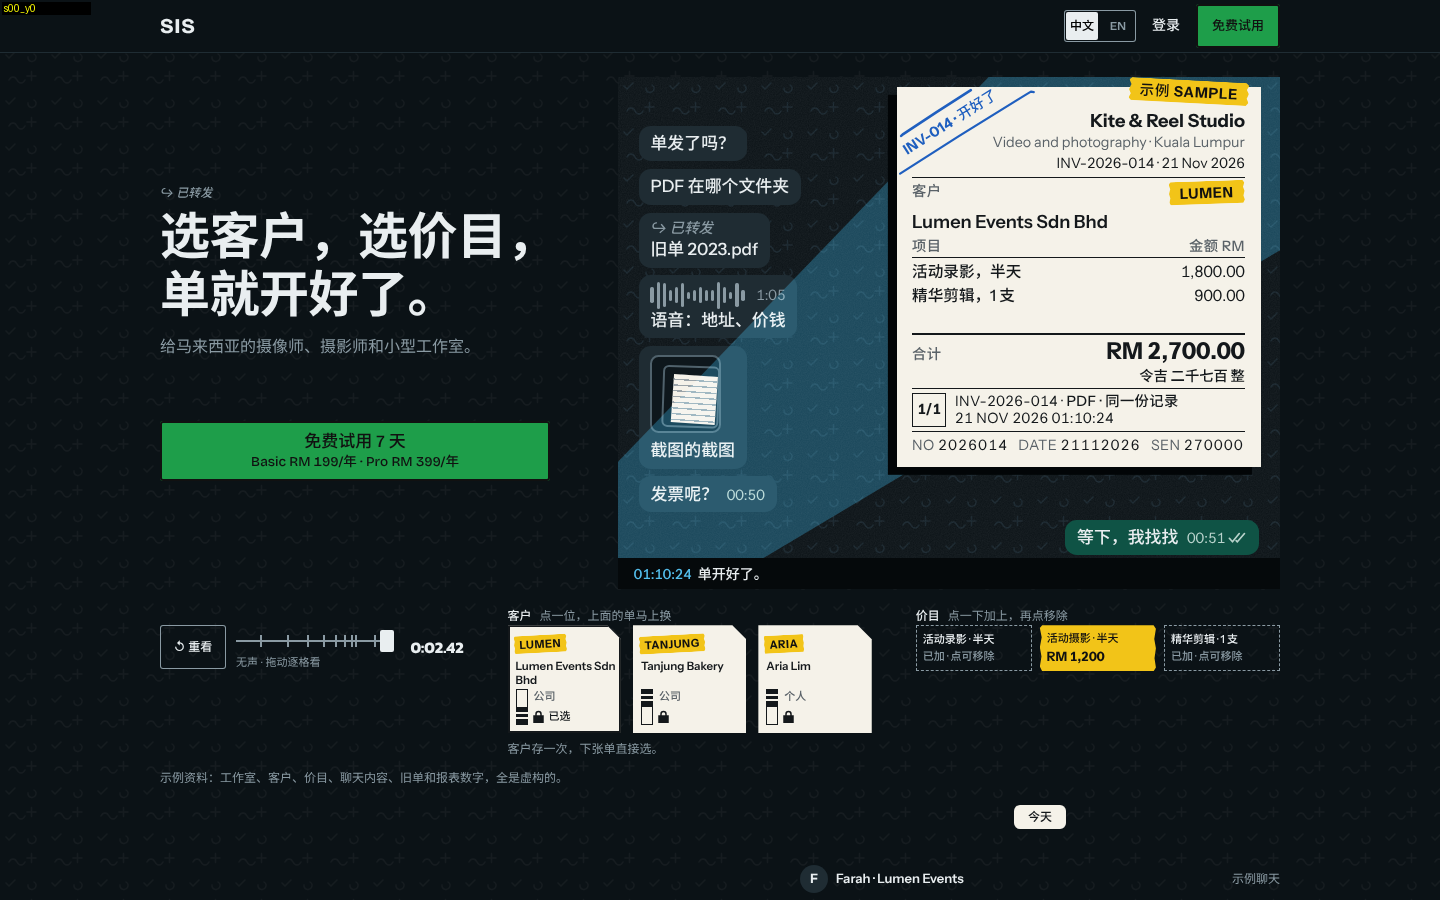 s00_y0
SIS
中文 EN
登录
免费试用
↪ 已转发
选客户，选价目，
单就开好了。
给马来西亚的摄像师、摄影师和小型工作室。
免费试用 7 天
Basic RM 199/年 · Pro RM 399/年
单发了吗？
PDF 在哪个文件夹
↪ 已转发
旧单 2023.pdf
1:05
语音：地址、价钱
截图的截图
发票呢？ 00:50
等下，我找找 00:51
INV-014 · 开好了
示例 SAMPLE
Kite & Reel Studio
Video and photography · Kuala Lumpur
INV-2026-014 · 21 Nov 2026
客户
LUMEN
Lumen Events Sdn Bhd
项目 金额 RM
活动录影，半天 1,800.00
精华剪辑，1 支 900.00
合计 RM 2,700.00
令吉 二千七百 整
1/1
INV-2026-014 · PDF · 同一份记录
21 NOV 2026 01:10:24
NO 2026014 DATE 21112026 SEN 270000
01:10:24 单开好了。
↺ 重看
无声 · 拖动逐格看
0:02.42
客户 点一位，上面的单马上换
LUMEN
Lumen Events Sdn
Bhd
公司
已选
TANJUNG
Tanjung Bakery
公司
ARIA
Aria Lim
个人
客户存一次，下张单直接选。
价目 点一下加上，再点移除
活动录影 · 半天
已加 · 点可移除
活动摄影 · 半天
RM 1,200
精华剪辑 · 1 支
已加 · 点可移除
示例资料：工作室、客户、价目、聊天内容、旧单和报表数字，全是虚构的。
今天
F
Farah · Lumen Events
示例聊天